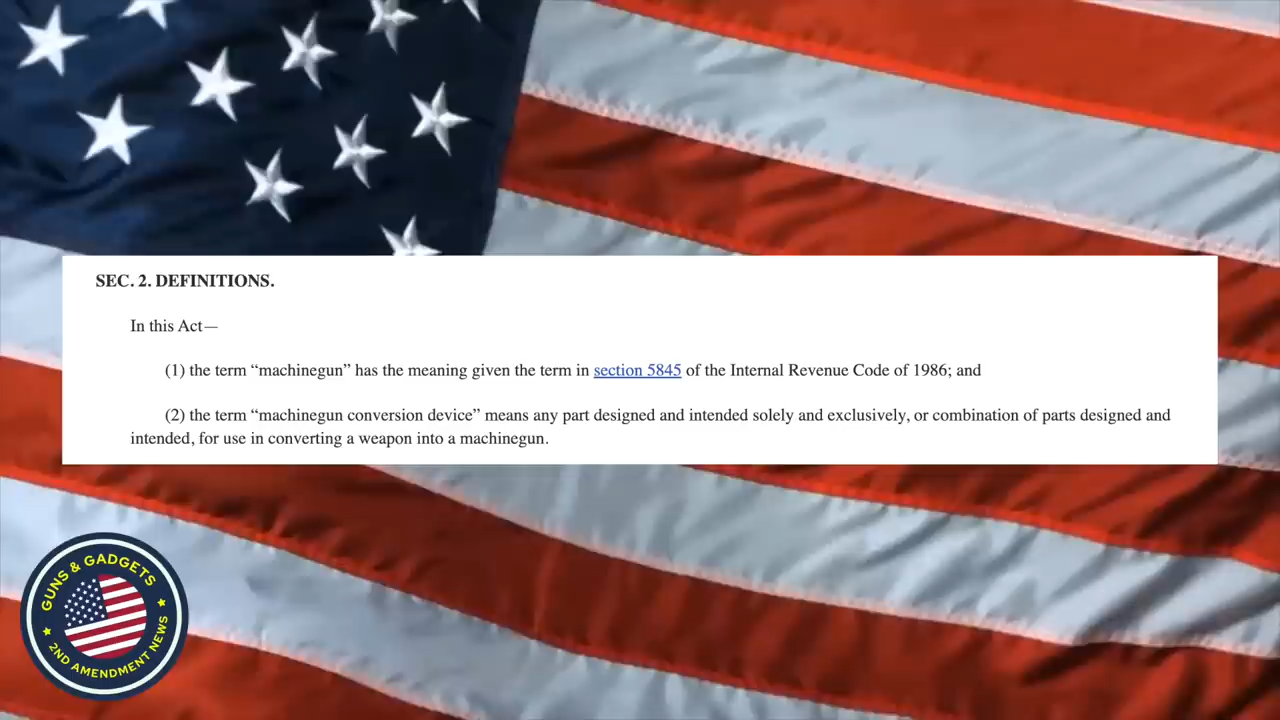 SEC. 2. DEFINITIONS.
In this Act—
(1) the term “machinegun” has the meaning given the term in section 5845 of the Internal Revenue Code of 1986; and
(2) the term “machinegun conversion device” means any part designed and intended solely and exclusively, or combination of parts designed and
intended, for use in converting a weapon into a machinegun.
GUNS & GADGETS
2ND AMENDMENT NEWS